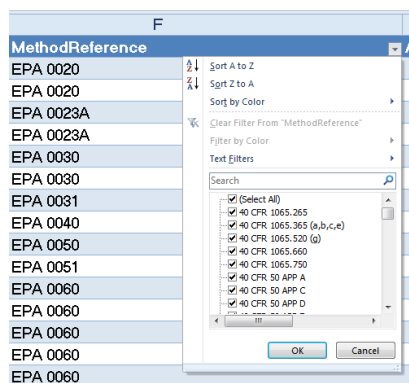 F
MethodReference
EPA 0020
EPA 0020
EPA 0023A
EPA 0023A
EPA 0030
EPA 0030
EPA 0031
EPA 0040
EPA 0050
EPA 0051
EPA 0060
EPA 0060
EPA 0060
EPA 0060
EPA 0060
A
Sort A to Z
Sort Z to A
Sort by Color
Clear Filter From "MethodReference"
Filter by Color
Text Filters
Search
(Select All)
40 CFR 1065.265
40 CFR 1065.365 (a,b,c,e)
40 CFR 1065.520 (g)
40 CFR 1065.660
40 CFR 1065.750
40 CFR 50 APP A
40 CFR 50 APP C
40 CFR 50 APP D
OK
Cancel